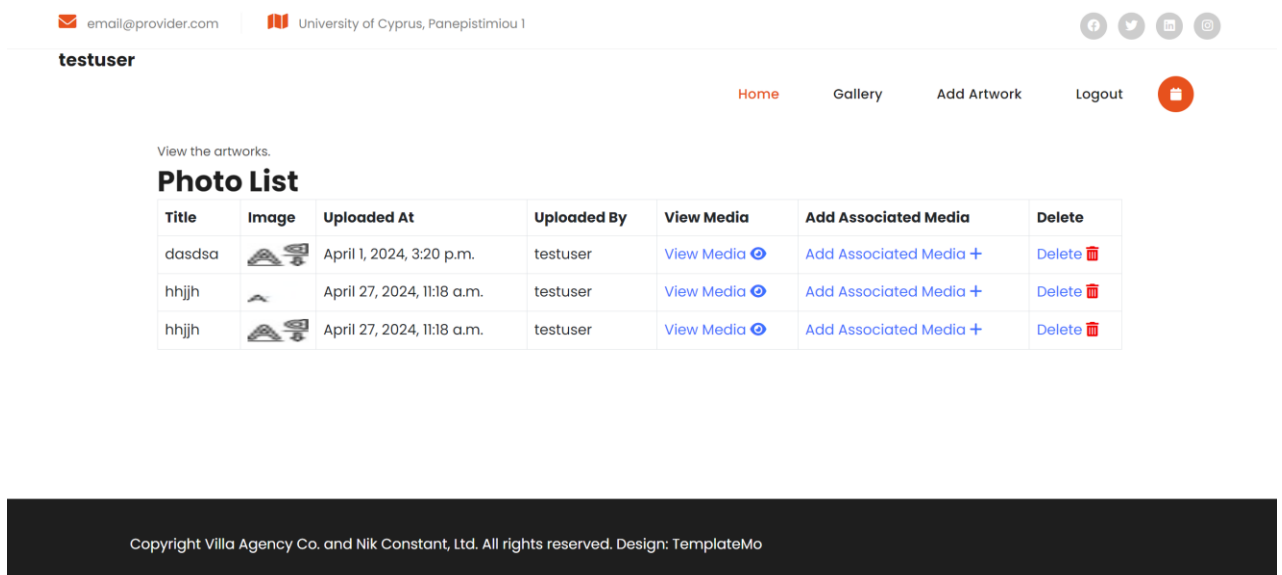 email@provider.com University of Cyprus, Panepistimiou 1
testuser
Home Gallery Add Artwork Logout
View the artworks.
Photo List
Title Image Uploaded At Uploaded By View Media Add Associated Media Delete
dasdsa April 1, 2024, 3:20 p.m. testuser View Media Add Associated Media + Delete
hhjjh April 27, 2024, 11:18 a.m. testuser View Media Add Associated Media + Delete
hhjjh April 27, 2024, 11:18 a.m. testuser View Media Add Associated Media + Delete
Copyright Villa Agency Co. and Nik Constant, Ltd. All rights reserved. Design: TemplateMo